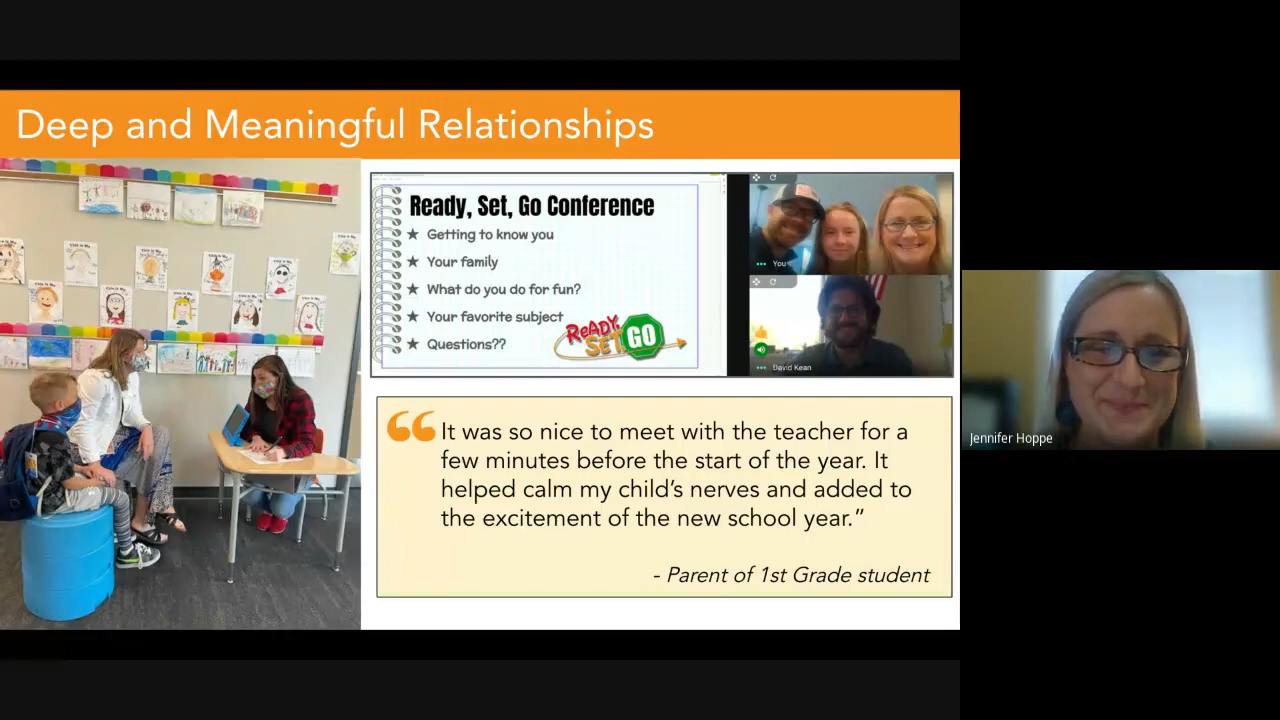 Deep and Meaningful Relationships
Ready, Set, Go Conference
★ Getting to know you
★ Your family
★ What do you do for fun?
★ Your favorite subject
★ Questions??
READY,
SET
GO
You
David Kean
“It was so nice to meet with the teacher for a
few minutes before the start of the year. It
helped calm my child’s nerves and added to
the excitement of the new school year.”
- Parent of 1st Grade student
Jennifer Hoppe